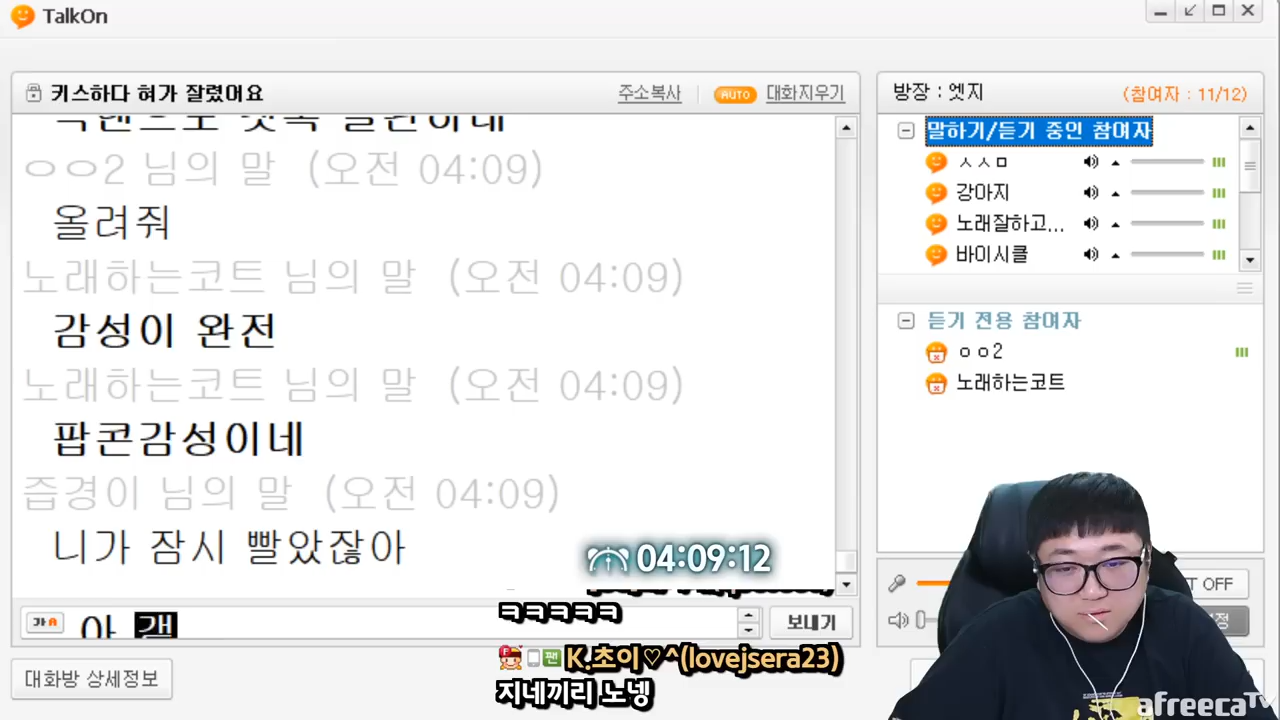 TalkOn
키스하다 혀가 잘렸어요
주소복사
AUTO
대화지우기
ㅇㅇ2 님의 말 (오전 04:09)
올려줘
노래하는코트 님의 말 (오전 04:09)
감성이 완전
노래하는코트 님의 말 (오전 04:09)
팝콘감성이네
즙경이 님의 말 (오전 04:09)
니가 잠시 빨았잖아
04:09:12
가A
아 갬
보내기
대화방 상세정보
ㅋㅋㅋㅋㅋ
F 팬 K.초이♡^(lovejsera23)
지네끼리 노넹
방장 : 엣지
(참여자 : 11/12)
말하기/듣기 중인 참여자
ㅅㅅㅁ
강아지
노래잘하고...
바이시클
듣기 전용 참여자
ㅇㅇ2
노래하는코트
T OFF
afreecaTV